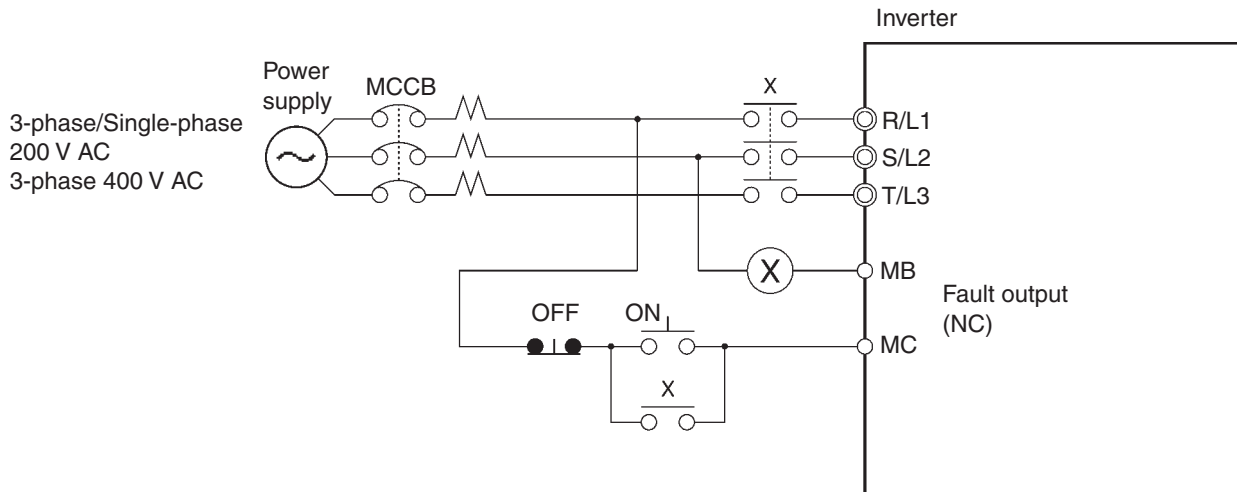 Inverter
Power
supply
MCCB
X
3-phase/Single-phase
200 V AC
3-phase 400 V AC
R/L1
S/L2
T/L3
X
MB
Fault output
(NC)
OFF
ON
MC
X